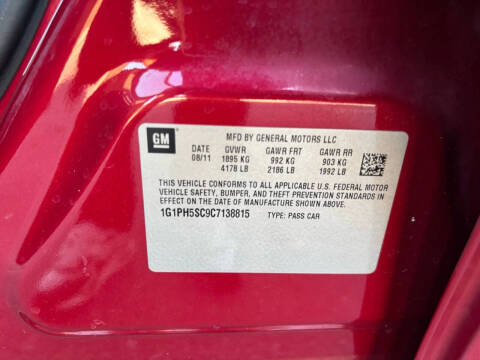 GM
MFD BY GENERAL MOTORS LLC
DATE GVWR GAWR FRT GAWR RR
08/11 1895 KG 992 KG 903 KG
4178 LB 2186 LB 1992 LB
THIS VEHICLE CONFORMS TO ALL APPLICABLE U.S. FEDERAL MOTOR
VEHICLE SAFETY, BUMPER, AND THEFT PREVENTION STANDARDS IN
EFFECT ON THE DATE OF MANUFACTURE SHOWN ABOVE.
1G1PH5SC9C7138815 TYPE: PASS CAR